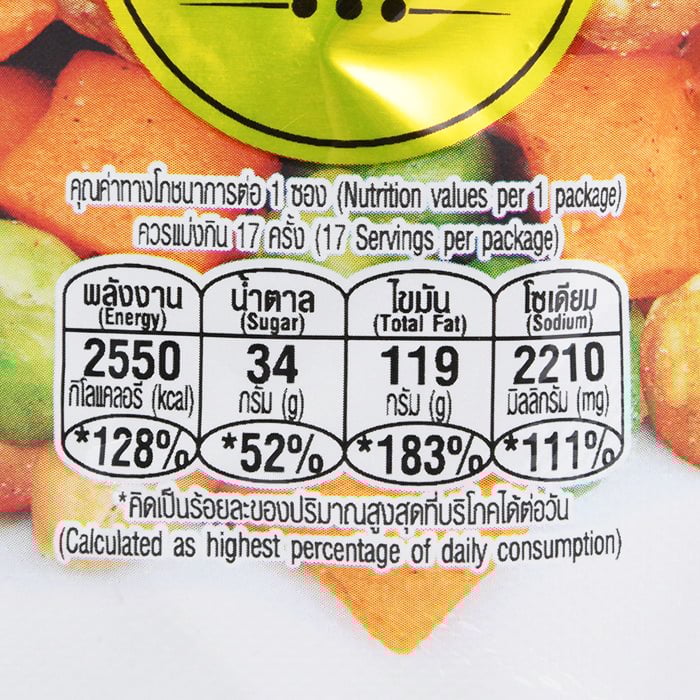 คุณค่าทางโภชนาการต่อ 1 ซอง (Nutrition values per 1 package)
ควรแบ่งกิน 17 ครั้ง (17 Servings per package)
พลังงาน น้ำตาล ไขมัน โซเดียม
(Energy) (Sugar) (Total Fat) (Sodium)
2550 34 119 2210
กิโลแคลอรี (kcal) กรัม (g) กรัม (g) มิลลิกรัม (mg)
*128% *52% *183% *111%
*คิดเป็นร้อยละของปริมาณสูงสุดที่บริโภคได้ต่อวัน
(Calculated as highest percentage of daily consumption)